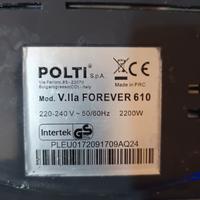 POLTI S.p.A.
Via Ferloni, 83 - 22070
Bulgarograsso(CO) - Italy
CE
Made in PRC
Mod. V.lla FOREVER 610
220-240 V ~ 50/60Hz 2200W
Intertek GS
PLEU0172091709AQ24